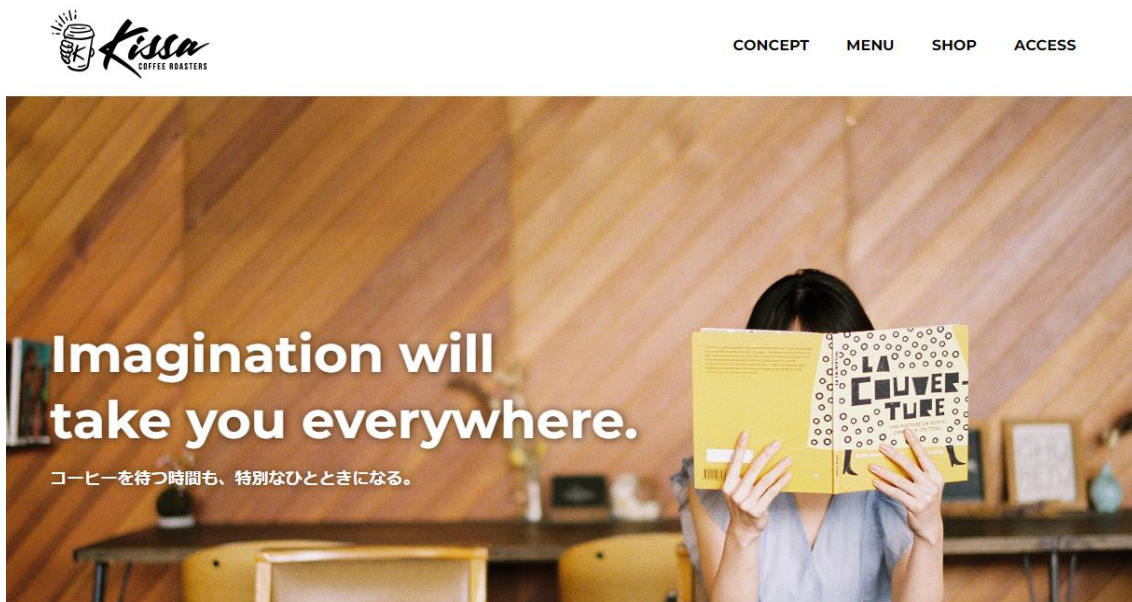 K
Kissa
COFFEE ROASTERS
CONCEPT MENU SHOP ACCESS
Imagination will
take you everywhere.
コーヒーを待つ時間も、特別なひとときになる。
LA
COUVER-
TURE